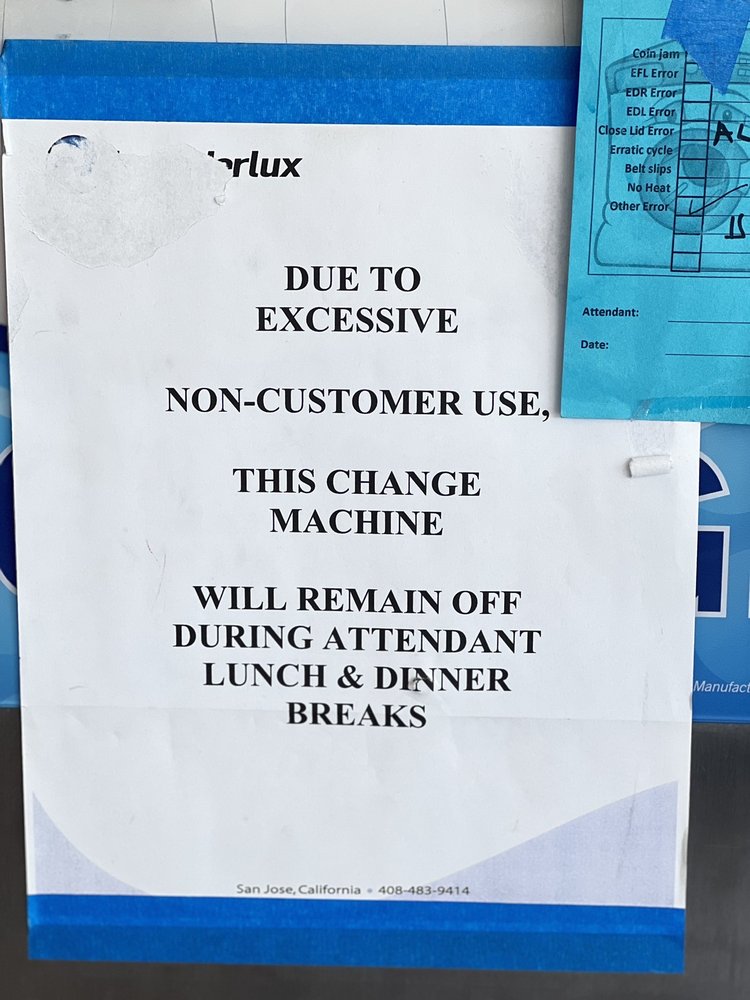 DUE TO
EXCESSIVE
NON-CUSTOMER USE,
THIS CHANGE
MACHINE
WILL REMAIN OFF
DURING ATTENDANT
LUNCH & DINNER
BREAKS
San Jose, California • 408-483-9414
Coin jam
EFL Error
EDR Error
EDL Error
Close Lid Error
Erratic cycle
Belt slips
No Heat
Other Error
Attendant:
Date: